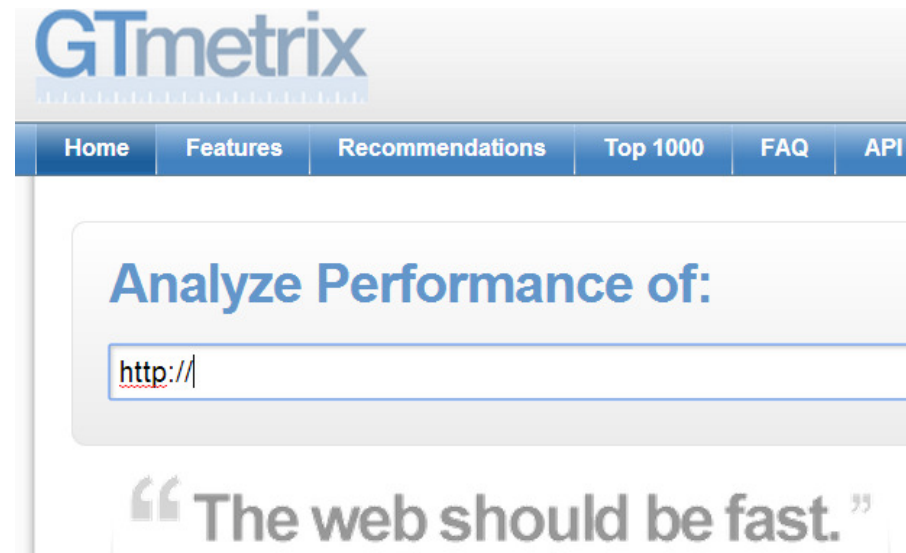 GTmetrix
Home Features Recommendations Top 1000 FAQ API
Analyze Performance of:
http://
“The web should be fast.”